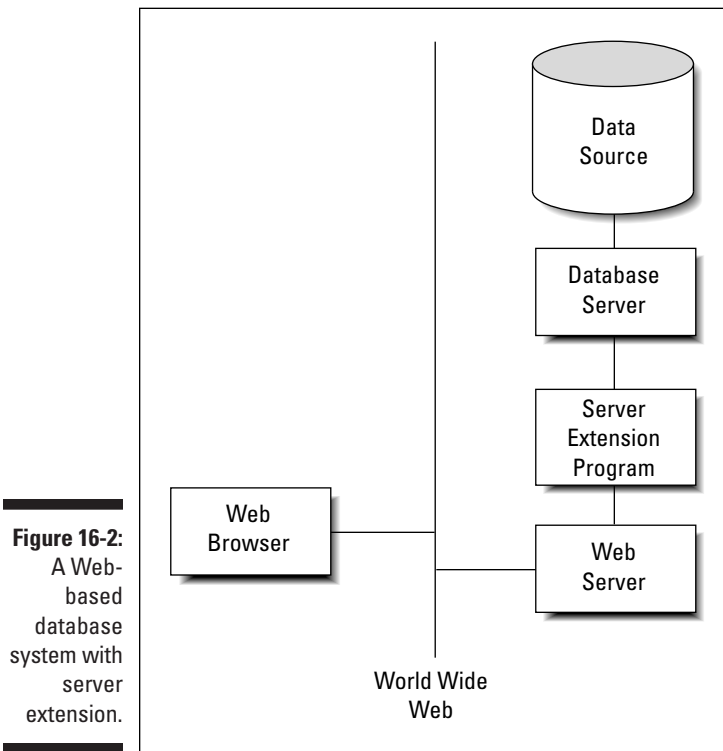 Data
Source
Database
Server
Server
Extension
Program
Web
Browser
Web
Server
World Wide
Web
Figure 16-2:
A Web-
based
database
system with
server
extension.